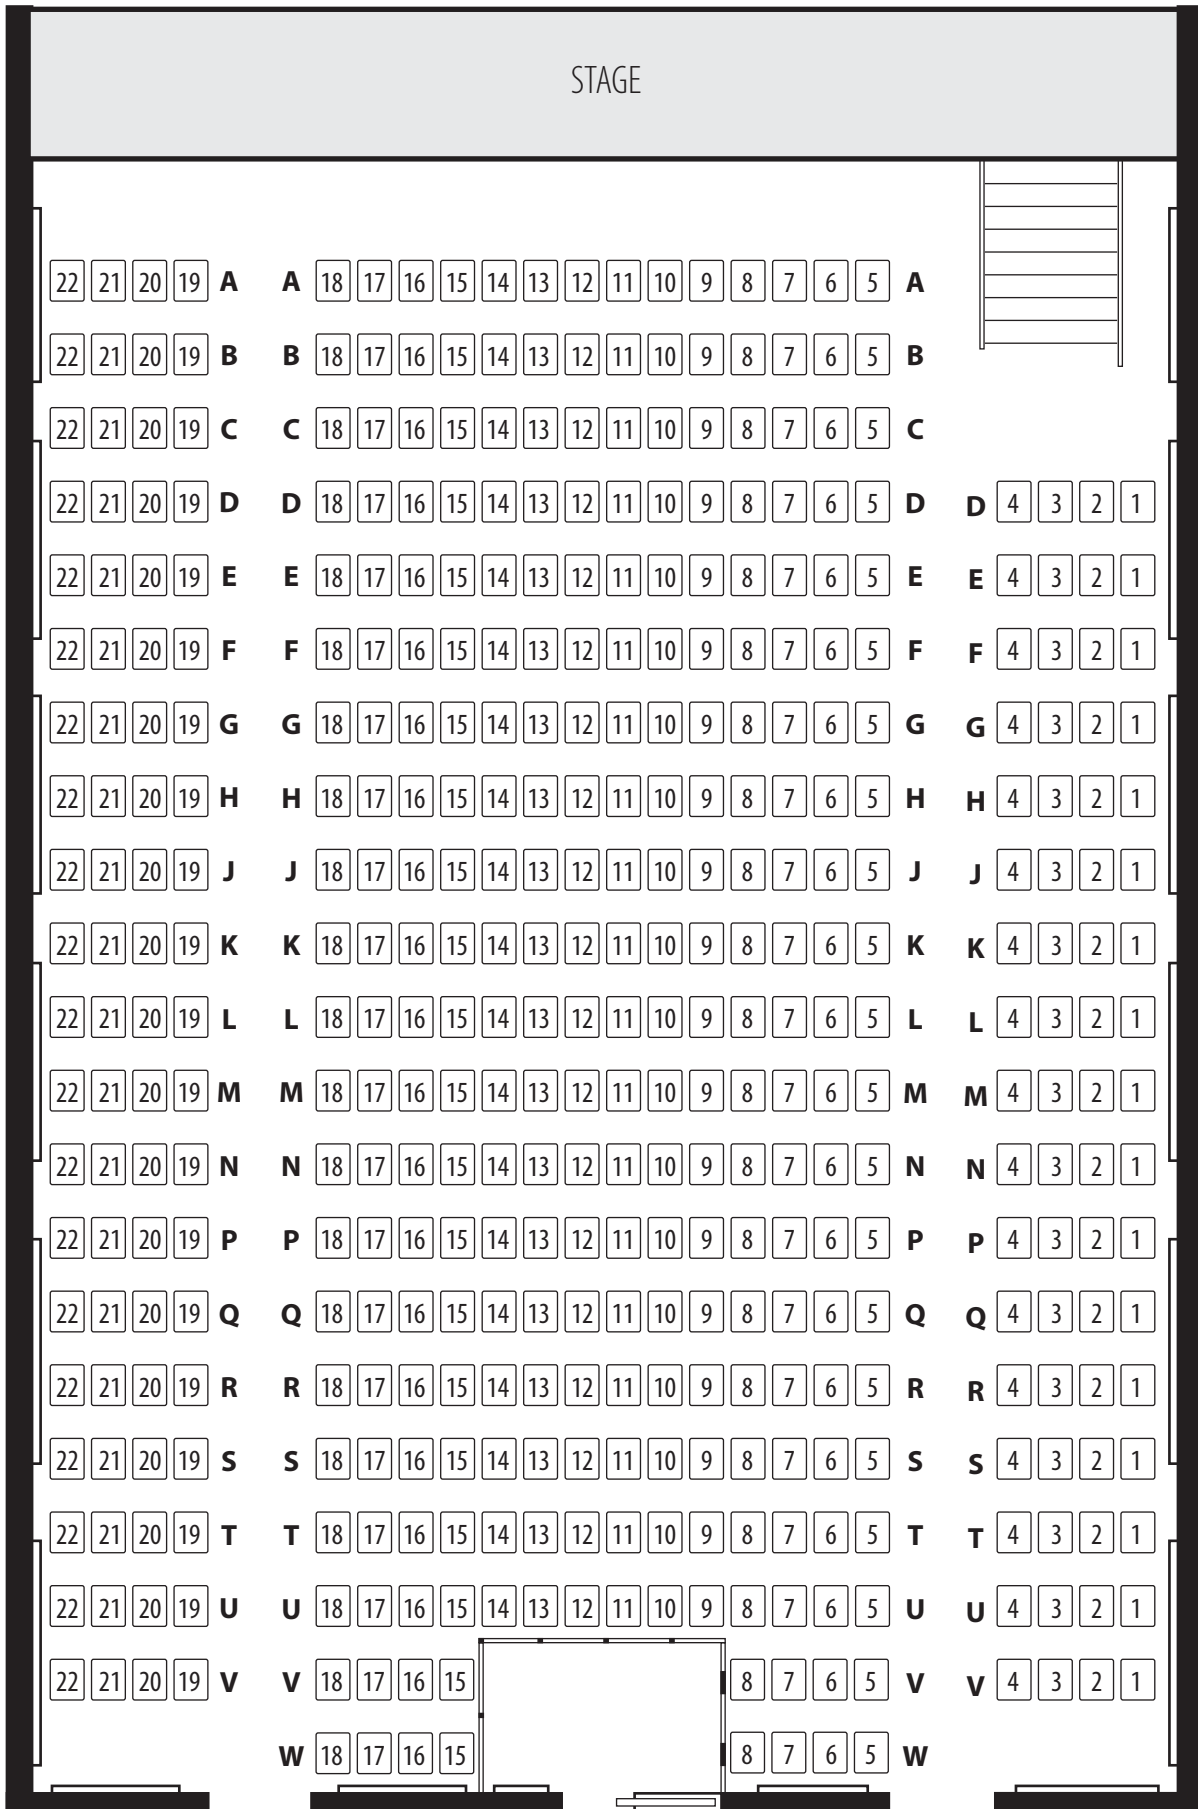 STAGE
22 21 20 19 A A 18 17 16 15 14 13 12 11 10 9 8 7 6 5 A
22 21 20 19 B B 18 17 16 15 14 13 12 11 10 9 8 7 6 5 B
22 21 20 19 C C 18 17 16 15 14 13 12 11 10 9 8 7 6 5 C
22 21 20 19 D D 18 17 16 15 14 13 12 11 10 9 8 7 6 5 D D 4 3 2 1
22 21 20 19 E E 18 17 16 15 14 13 12 11 10 9 8 7 6 5 E E 4 3 2 1
22 21 20 19 F F 18 17 16 15 14 13 12 11 10 9 8 7 6 5 F F 4 3 2 1
22 21 20 19 G G 18 17 16 15 14 13 12 11 10 9 8 7 6 5 G G 4 3 2 1
22 21 20 19 H H 18 17 16 15 14 13 12 11 10 9 8 7 6 5 H H 4 3 2 1
22 21 20 19 J J 18 17 16 15 14 13 12 11 10 9 8 7 6 5 J J 4 3 2 1
22 21 20 19 K K 18 17 16 15 14 13 12 11 10 9 8 7 6 5 K K 4 3 2 1
22 21 20 19 L L 18 17 16 15 14 13 12 11 10 9 8 7 6 5 L L 4 3 2 1
22 21 20 19 M M 18 17 16 15 14 13 12 11 10 9 8 7 6 5 M M 4 3 2 1
22 21 20 19 N N 18 17 16 15 14 13 12 11 10 9 8 7 6 5 N N 4 3 2 1
22 21 20 19 P P 18 17 16 15 14 13 12 11 10 9 8 7 6 5 P P 4 3 2 1
22 21 20 19 Q Q 18 17 16 15 14 13 12 11 10 9 8 7 6 5 Q Q 4 3 2 1
22 21 20 19 R R 18 17 16 15 14 13 12 11 10 9 8 7 6 5 R R 4 3 2 1
22 21 20 19 S S 18 17 16 15 14 13 12 11 10 9 8 7 6 5 S S 4 3 2 1
22 21 20 19 T T 18 17 16 15 14 13 12 11 10 9 8 7 6 5 T T 4 3 2 1
22 21 20 19 U U 18 17 16 15 14 13 12 11 10 9 8 7 6 5 U U 4 3 2 1
22 21 20 19 V V 18 17 16 15 8 7 6 5 V V 4 3 2 1
W 18 17 16 15 8 7 6 5 W